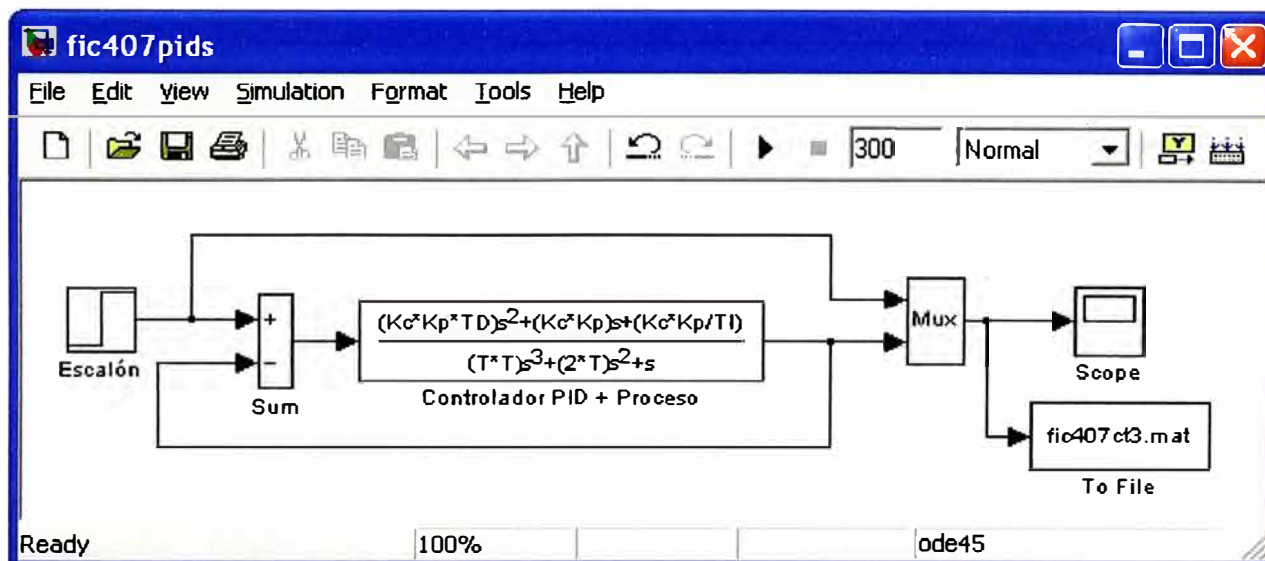 fic407pids
File Edit View Simulation Format Tools Help
300 Normal
Escalón
+
−
Sum
(Kc*Kp*TD)s2+(Kc*Kp)s+(Kc*Kp/TI)
(T*T)s3+(2*T)s2+s
Controlador PID + Proceso
Mux
Scope
fic407ct3.mat
To File
Ready 100% ode45